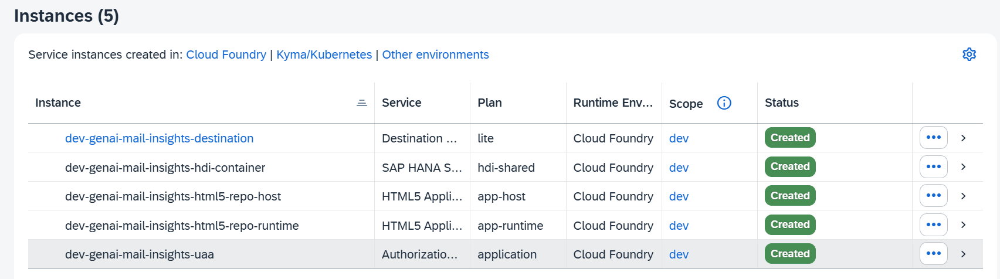 Instances (5)
Service instances created in: Cloud Foundry | Kyma/Kubernetes | Other environments
Instance Service Plan Runtime Env... Scope Status
dev-genai-mail-insights-destination Destination ... lite Cloud Foundry dev Created
dev-genai-mail-insights-hdi-container SAP HANA S... hdi-shared Cloud Foundry dev Created
dev-genai-mail-insights-html5-repo-host HTML5 Appli... app-host Cloud Foundry dev Created
dev-genai-mail-insights-html5-repo-runtime HTML5 Appli... app-runtime Cloud Foundry dev Created
dev-genai-mail-insights-uaa Authorizatio... application Cloud Foundry dev Created